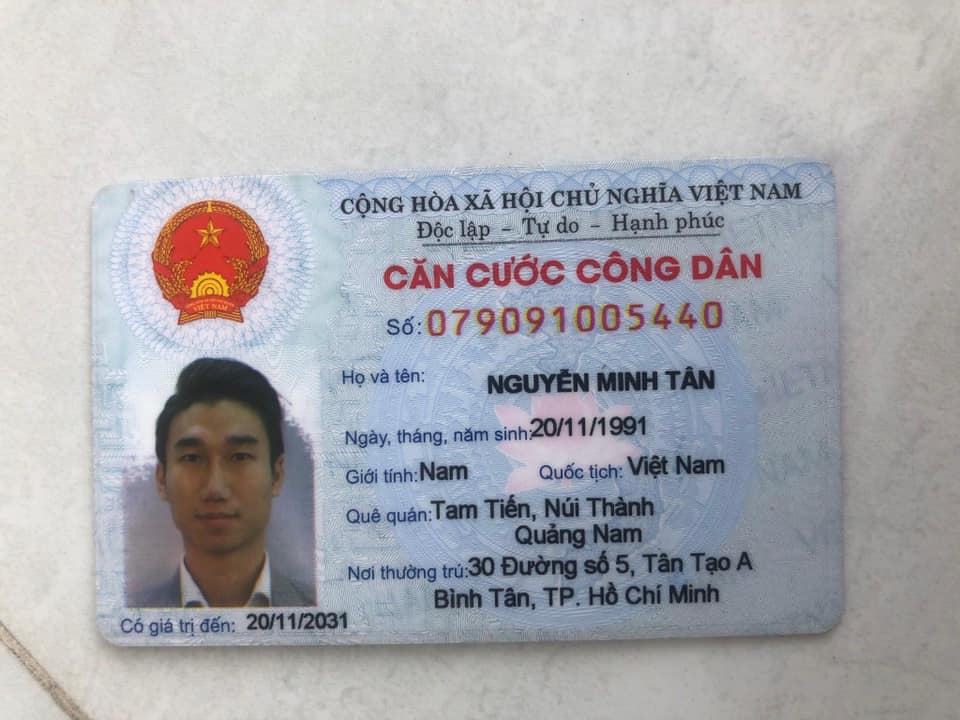 CỘNG HÒA XÃ HỘI CHỦ NGHĨA VIỆT NAM
Độc lập - Tự do - Hạnh phúc
CĂN CƯỚC CÔNG DÂN
Số: 079091005440
Họ và tên: NGUYỄN MINH TÂN
Ngày, tháng, năm sinh: 20/11/1991
Giới tính: Nam Quốc tịch: Việt Nam
Quê quán: Tam Tiến, Núi Thành
Quảng Nam
Nơi thường trú: 30 Đường số 5, Tân Tạo A
Bình Tân, TP. Hồ Chí Minh
Có giá trị đến: 20/11/2031
VIỆT NAM